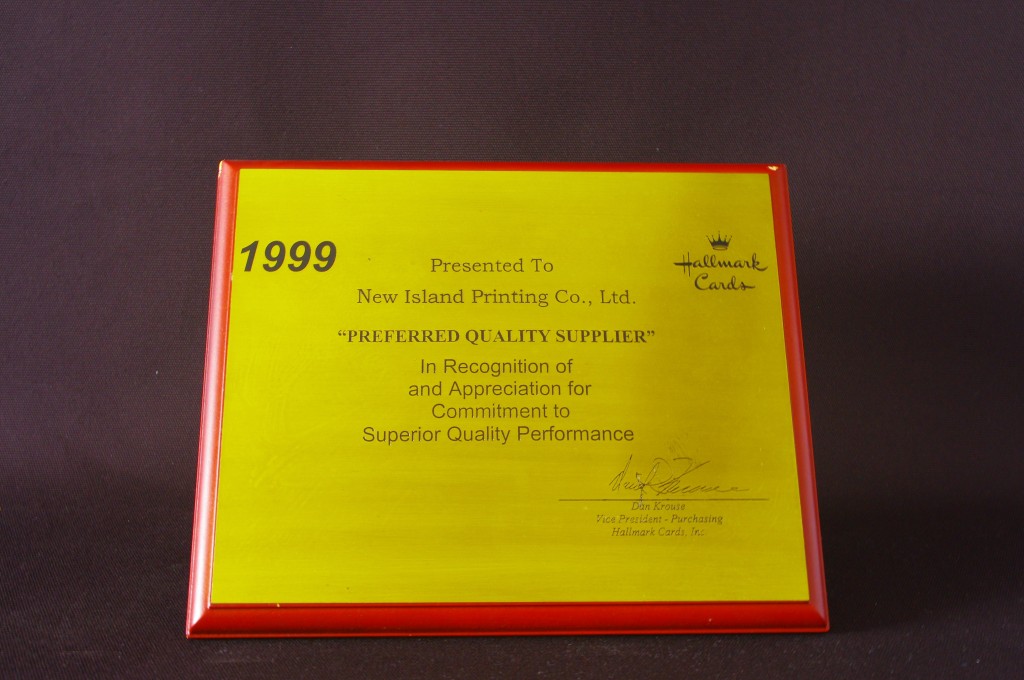 1999
Hallmark
Cards
Presented To
New Island Printing Co., Ltd.
“PREFERRED QUALITY SUPPLIER”
In Recognition of
and Appreciation for
Commitment to
Superior Quality Performance
Dan Krouse
Vice President - Purchasing
Hallmark Cards, Inc.